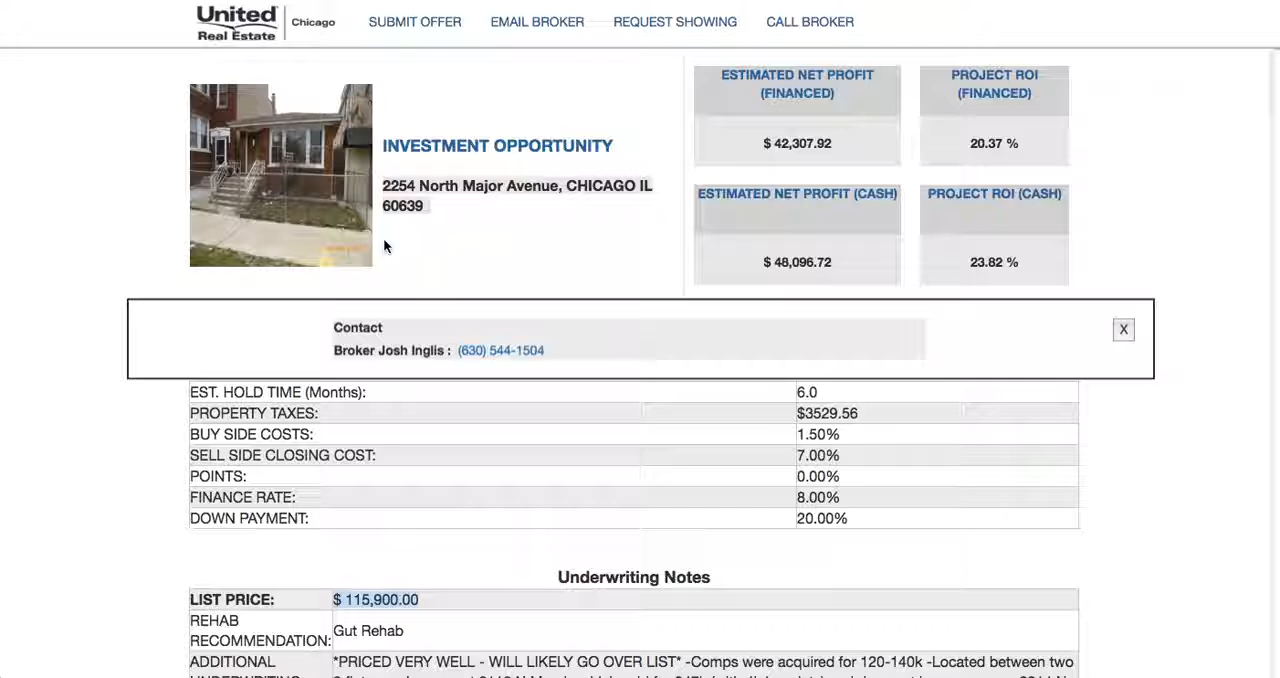 United
Real Estate
Chicago
SUBMIT OFFER
EMAIL BROKER
REQUEST SHOWING
CALL BROKER
INVESTMENT OPPORTUNITY
2254 North Major Avenue, CHICAGO IL
60639
ESTIMATED NET PROFIT
(FINANCED)
$ 42,307.92
PROJECT ROI
(FINANCED)
20.37 %
ESTIMATED NET PROFIT (CASH)
$ 48,096.72
PROJECT ROI (CASH)
23.82 %
Contact
Broker Josh Inglis : (630) 544-1504
X
EST. HOLD TIME (Months): 6.0
PROPERTY TAXES: $3529.56
BUY SIDE COSTS: 1.50%
SELL SIDE CLOSING COST: 7.00%
POINTS: 0.00%
FINANCE RATE: 8.00%
DOWN PAYMENT: 20.00%
Underwriting Notes
LIST PRICE: $ 115,900.00
REHAB
RECOMMENDATION: Gut Rehab
ADDITIONAL *PRICED VERY WELL - WILL LIKELY GO OVER LIST* -Comps were acquired for 120-140k -Located between two